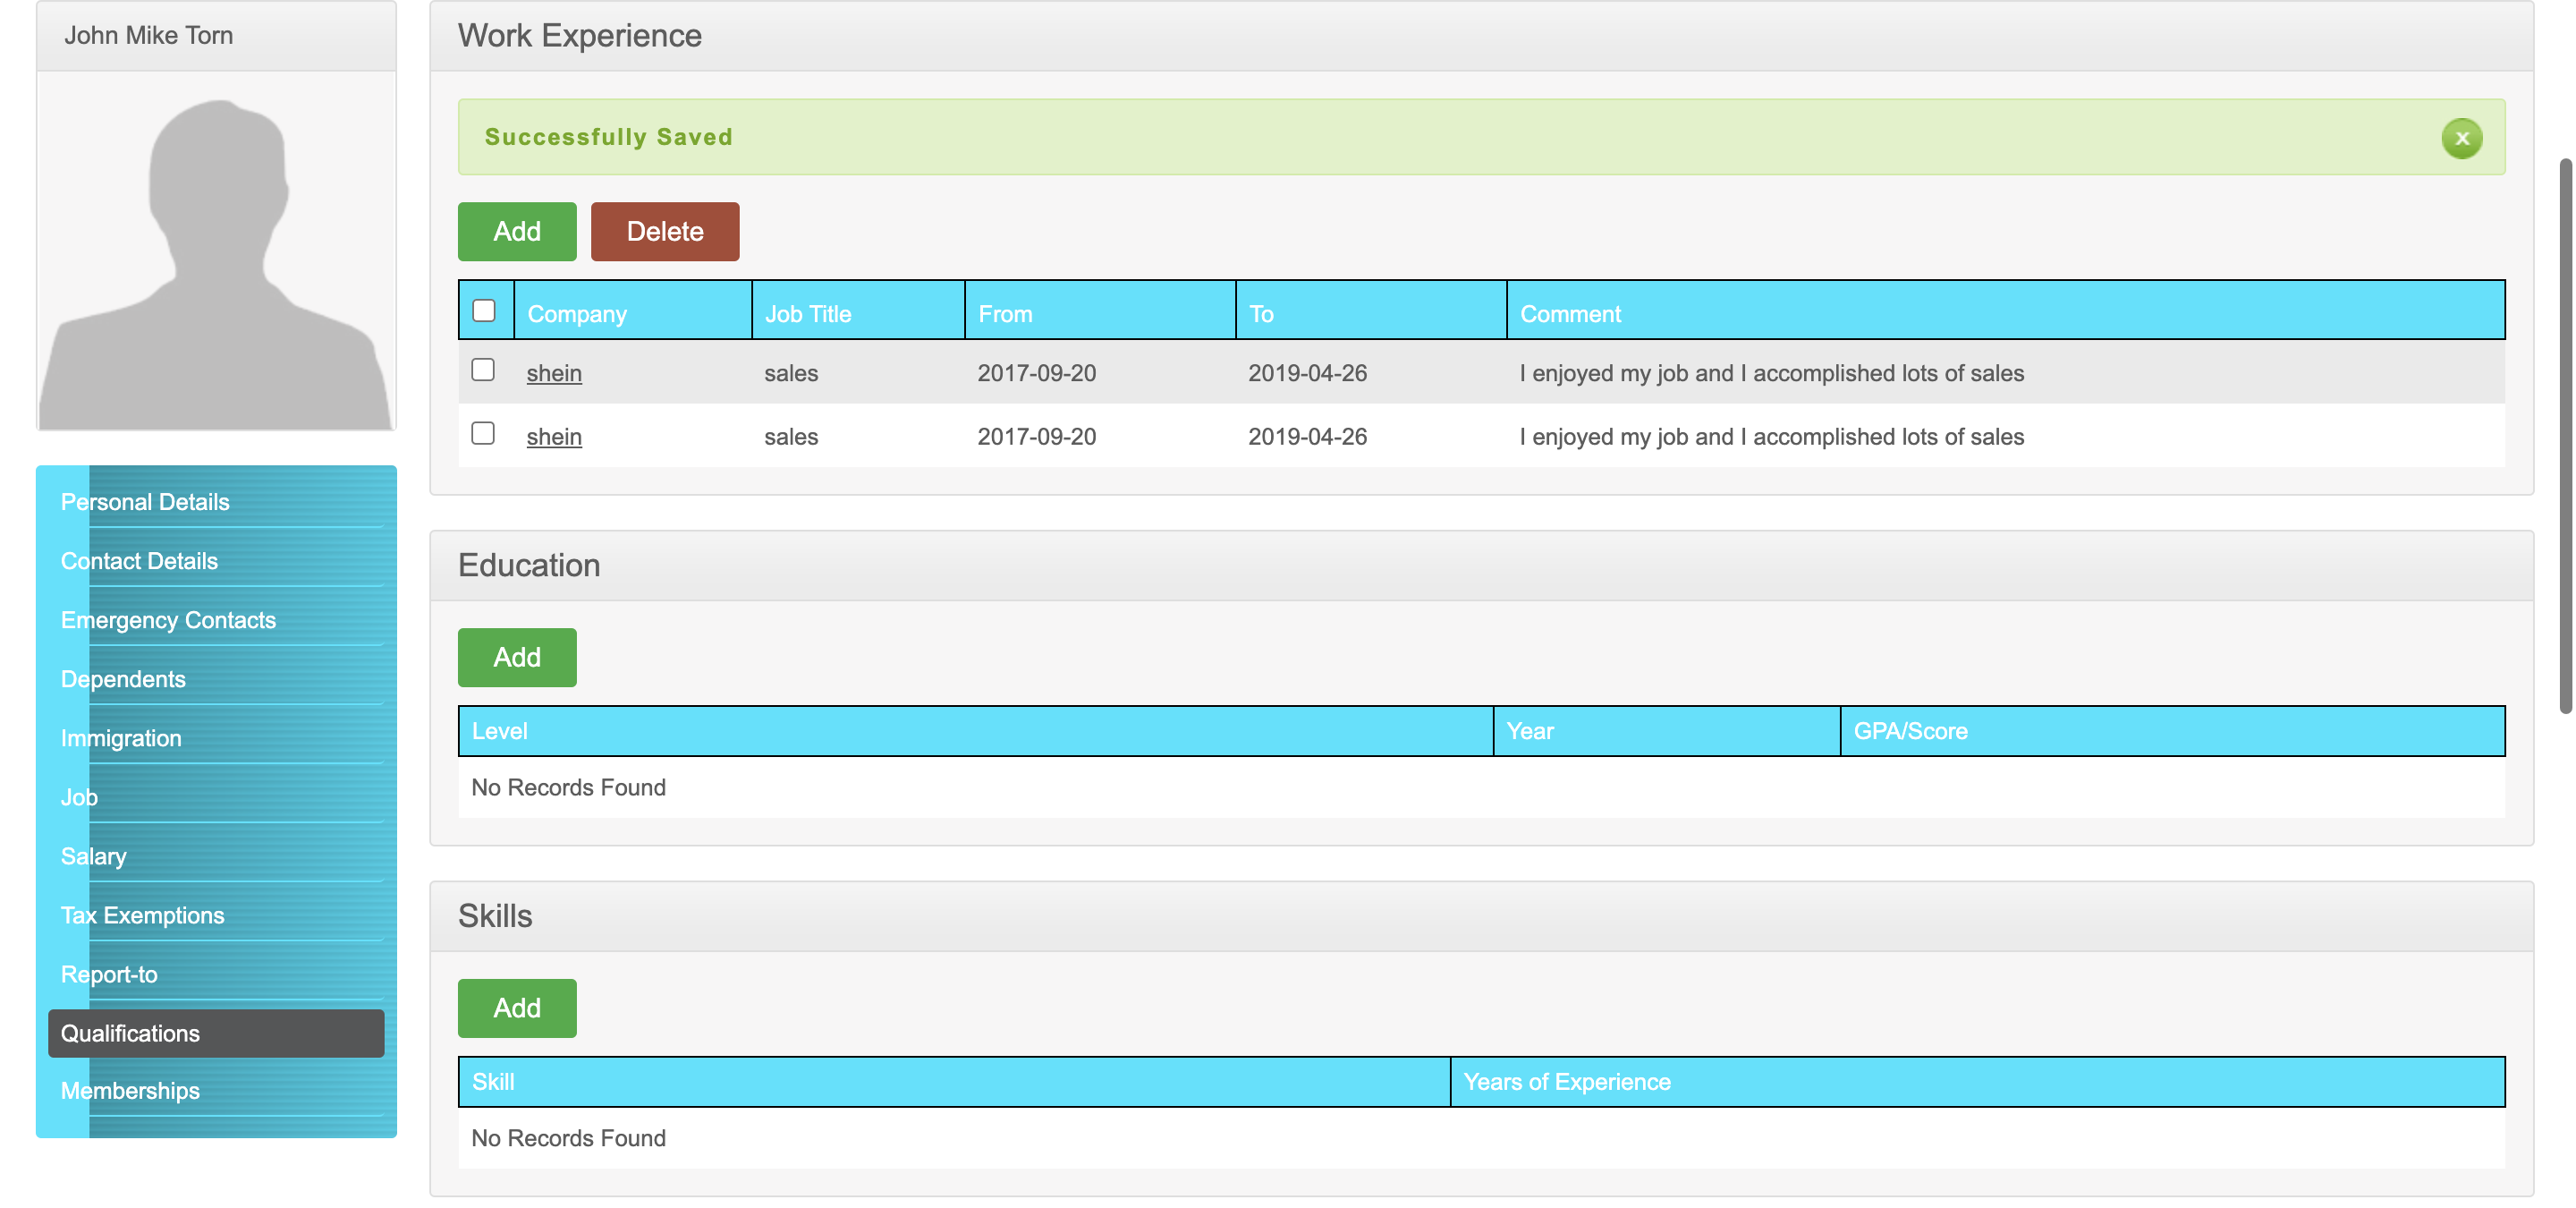 John Mike Torn
Personal Details
Contact Details
Emergency Contacts
Dependents
Immigration
Job
Salary
Tax Exemptions
Report-to
Qualifications
Memberships
Work Experience
Successfully Saved
x
Add Delete
Company Job Title From To Comment
shein sales 2017-09-20 2019-04-26 I enjoyed my job and I accomplished lots of sales
shein sales 2017-09-20 2019-04-26 I enjoyed my job and I accomplished lots of sales
Education
Add
Level Year GPA/Score
No Records Found
Skills
Add
Skill Years of Experience
No Records Found